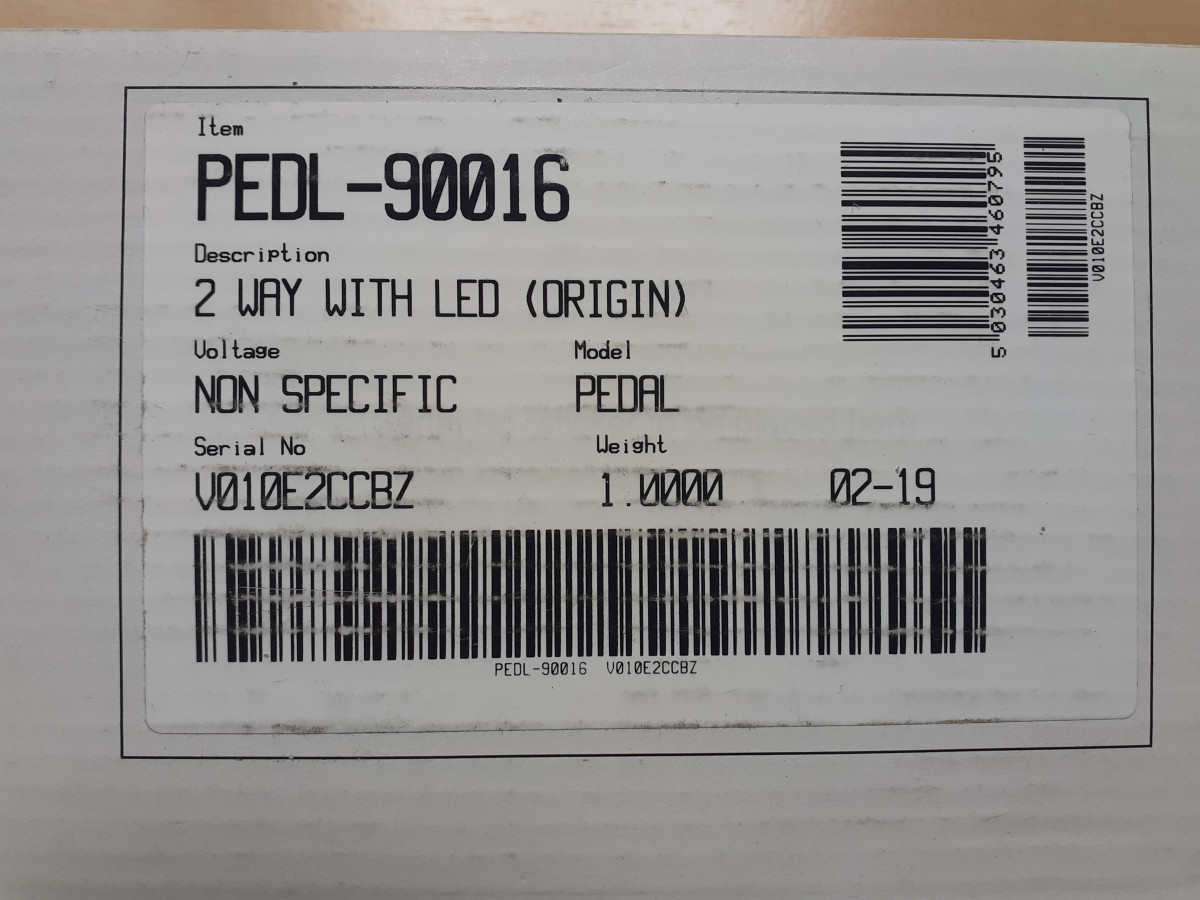 Item
PEDL-90016
Description
2 WAY WITH LED (ORIGIN)
Voltage Model
NON SPECIFIC PEDAL
Serial No Weight
V010E2CCBZ 1.0000 02-19
PEDL-90016 V010E2CCBZ
5 030463 460795
V010E2CCBZ